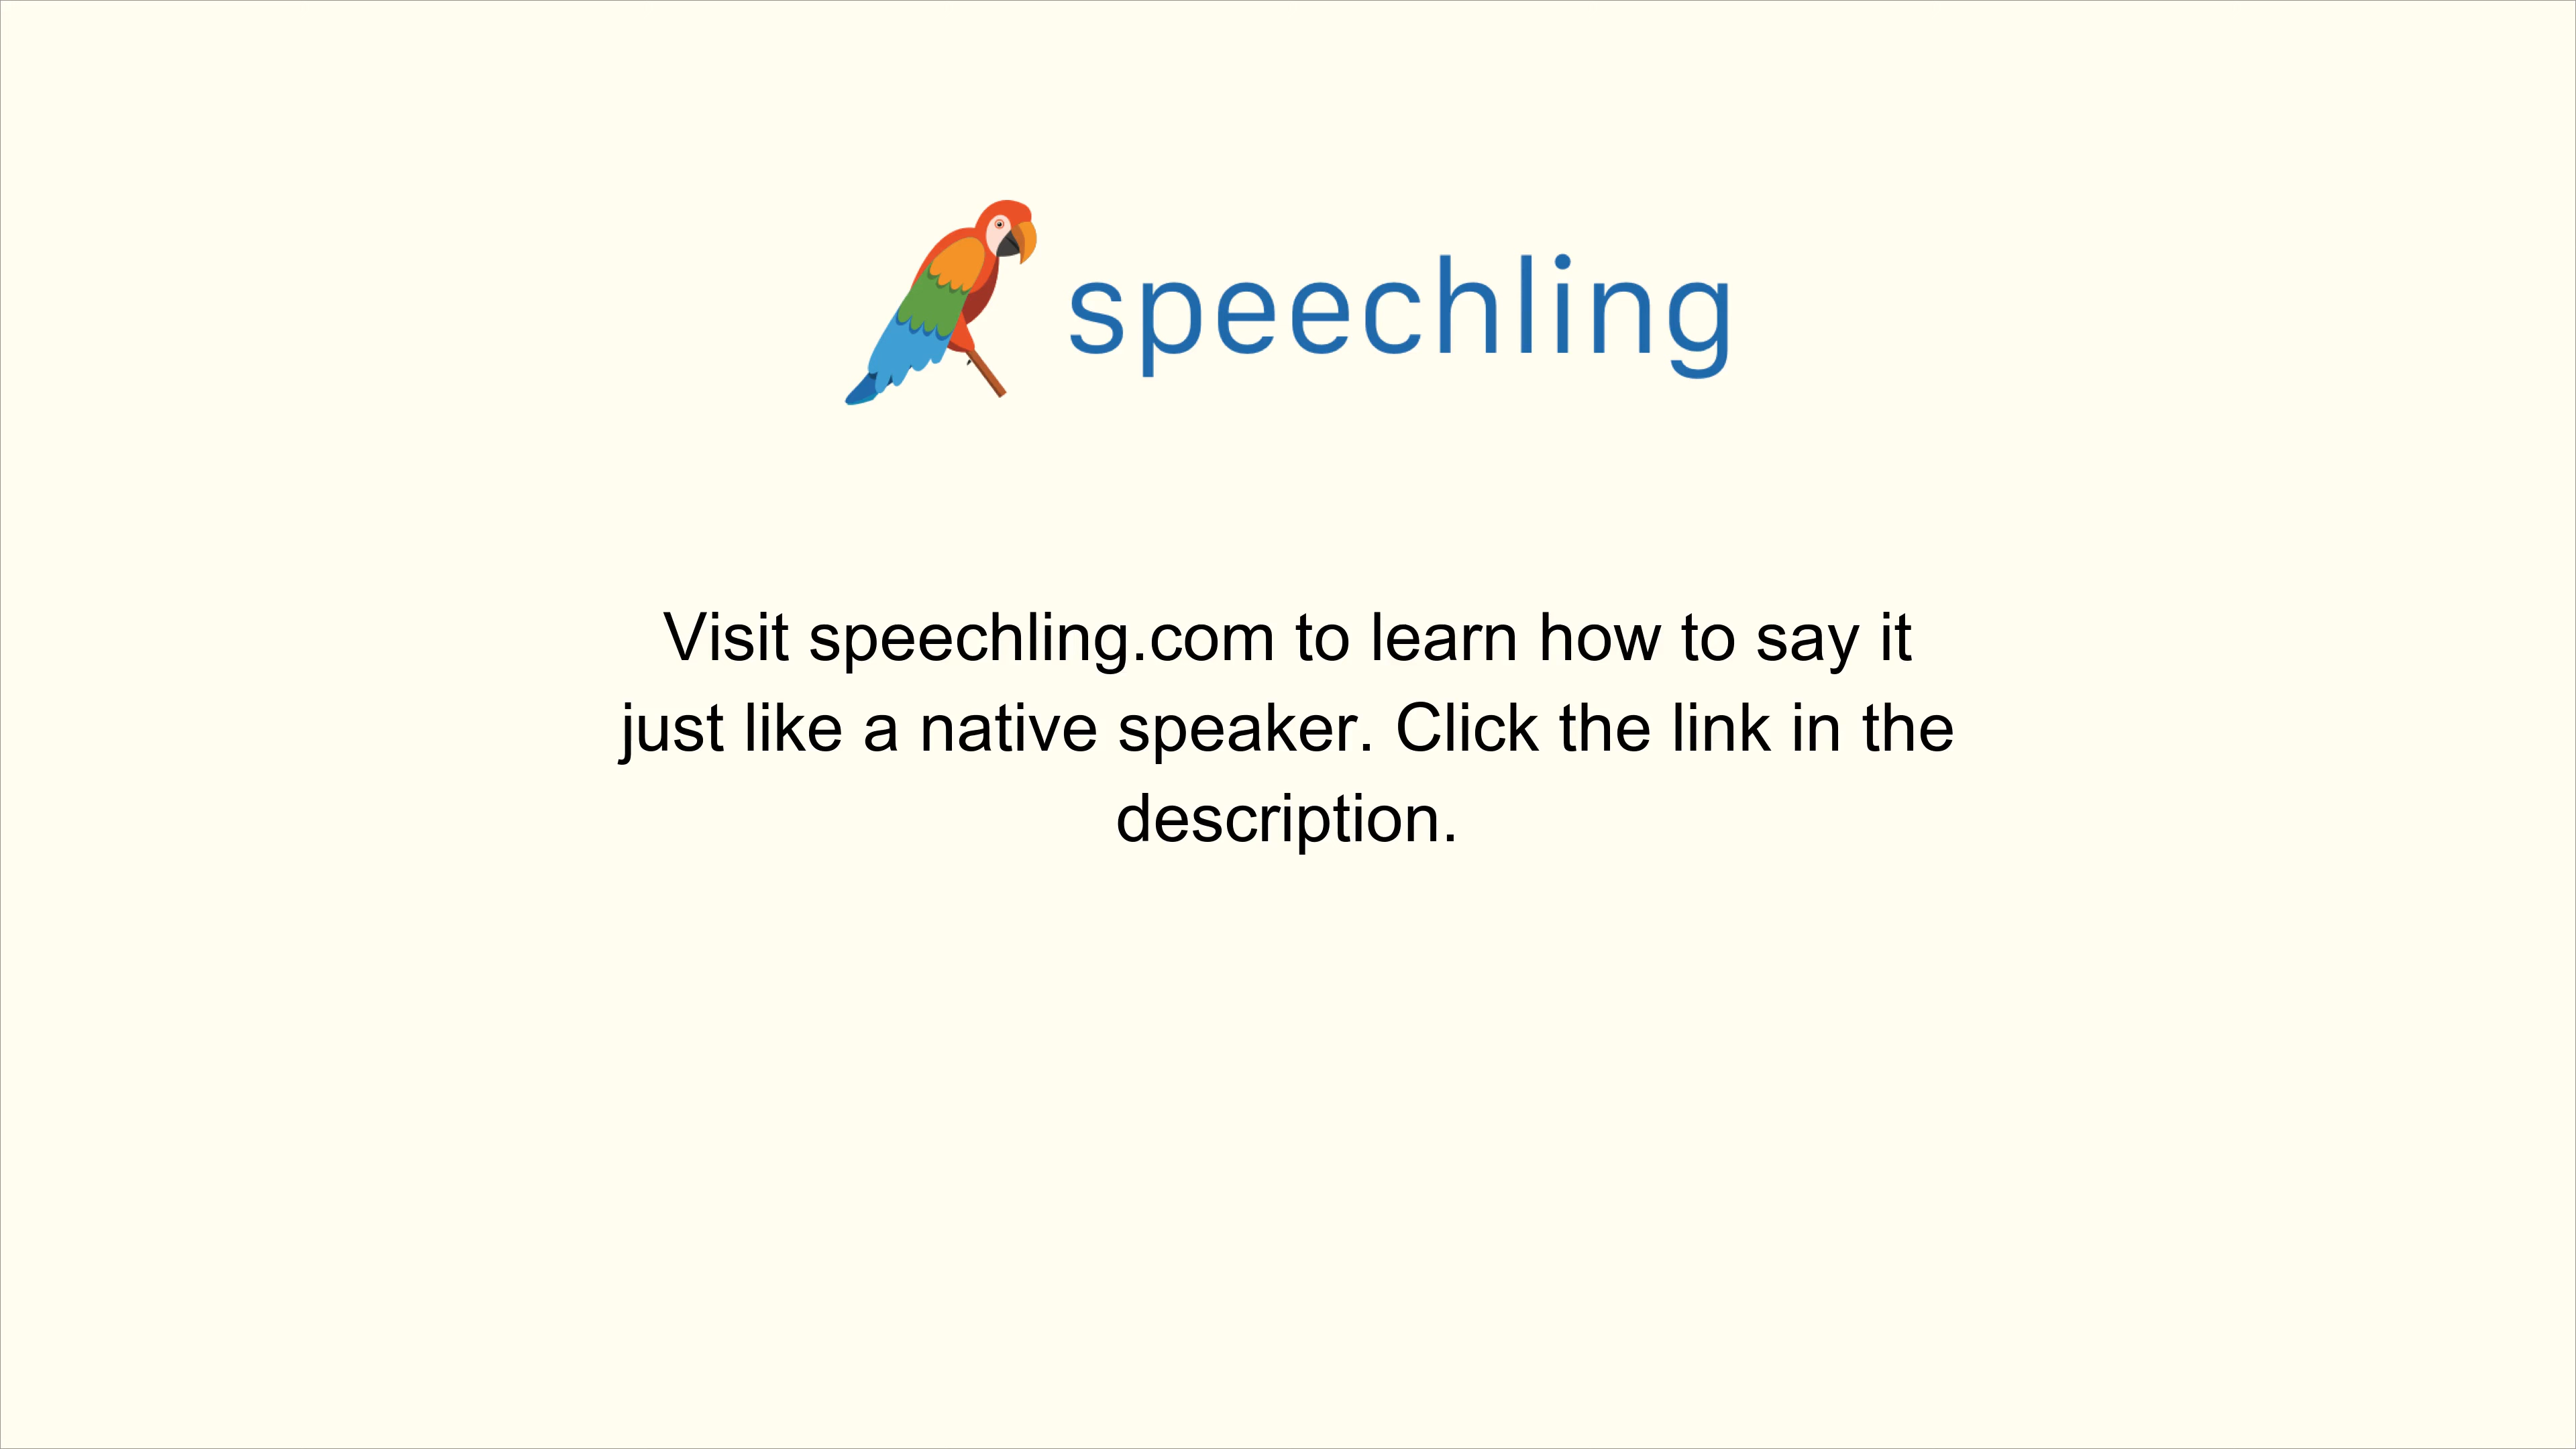 speechling
Visit speechling.com to learn how to say it
just like a native speaker. Click the link in the
description.